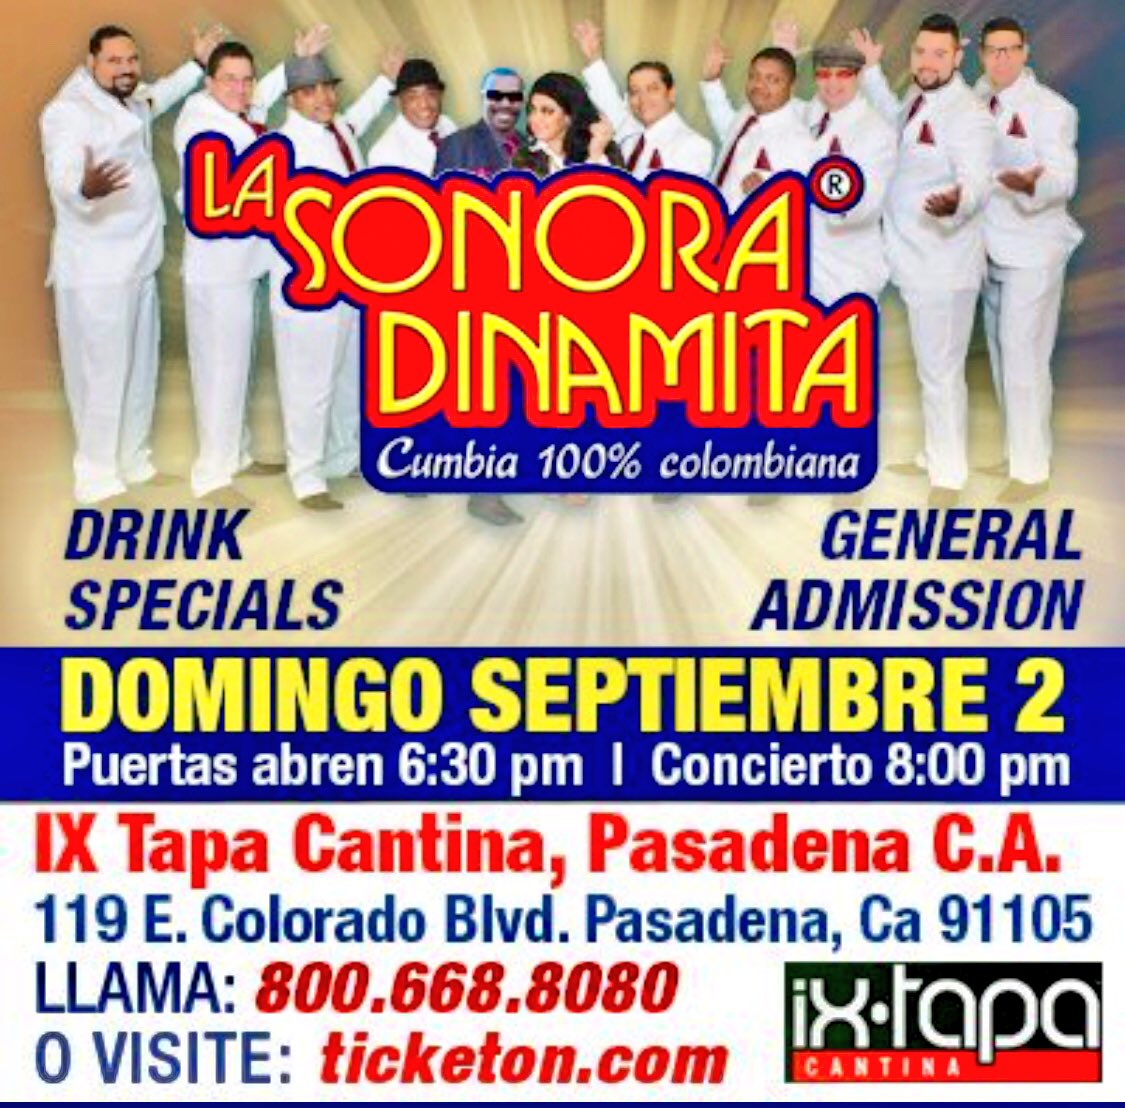 LA SONORA ®
DINAMITA
Cumbia 100% colombiana
DRINK SPECIALS
GENERAL ADMISSION
DOMINGO SEPTIEMBRE 2
Puertas abren 6:30 pm | Concierto 8:00 pm
IX Tapa Cantina, Pasadena C.A.
119 E. Colorado Blvd. Pasadena, Ca 91105
LLAMA: 800.668.8080
O VISITE: ticketon.com
ix·tapa
CANTINA